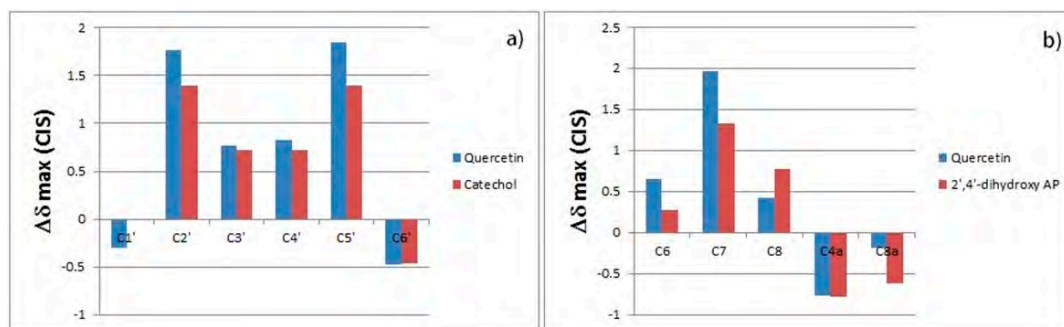 a)
Δδ max (CIS)
2
1.5
1
0.5
0
-0.5
-1
C1'
C2'
C3'
C4'
C5'
C6'
Quercetin
Catechol
b)
Δδ max (CIS)
2.5
2
1.5
1
0.5
0
-0.5
-1
C6
C7
C8
C4a
C8a
Quercetin
2',4'-dihydroxy AP